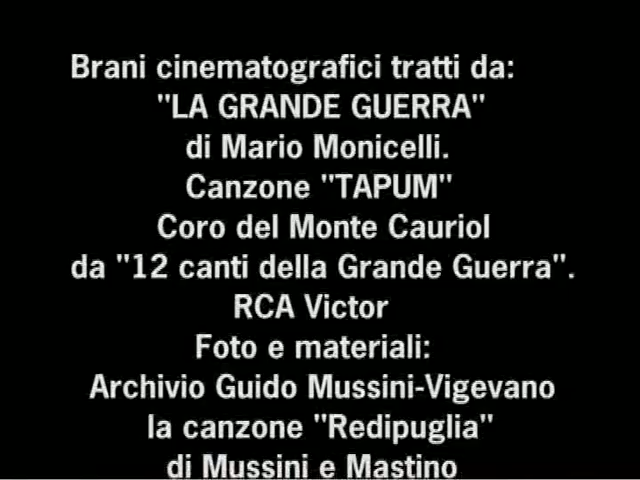 Brani cinematografici tratti da:
"LA GRANDE GUERRA"
di Mario Monicelli.
Canzone "TAPUM"
Coro del Monte Cauriol
da "12 canti della Grande Guerra".
RCA Victor
Foto e materiali:
Archivio Guido Mussini-Vigevano
la canzone "Redipuglia"
di Mussini e Mastino